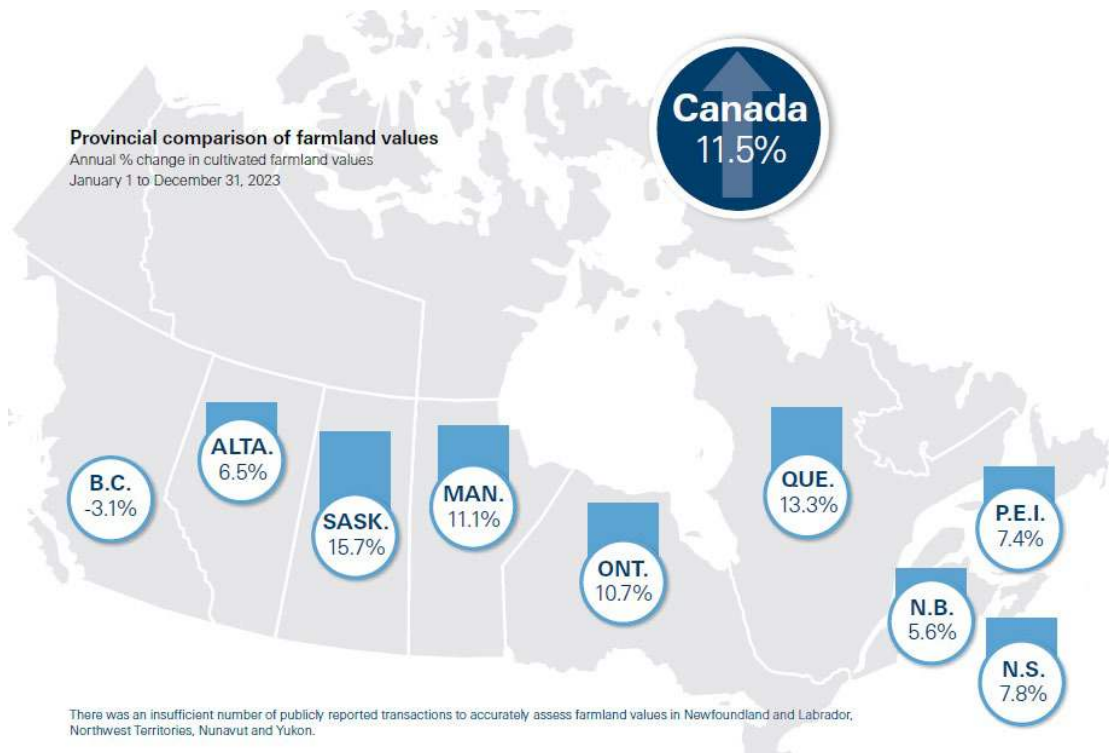 Canada
11.5%
Provincial comparison of farmland values
Annual % change in cultivated farmland values
January 1 to December 31, 2023
B.C.
-3.1%
ALTA.
6.5%
SASK.
15.7%
MAN.
11.1%
ONT.
10.7%
QUE.
13.3%
P.E.I.
7.4%
N.B.
5.6%
N.S.
7.8%
There was an insufficient number of publicly reported transactions to accurately assess farmland values in Newfoundland and Labrador,
Northwest Territories, Nunavut and Yukon.